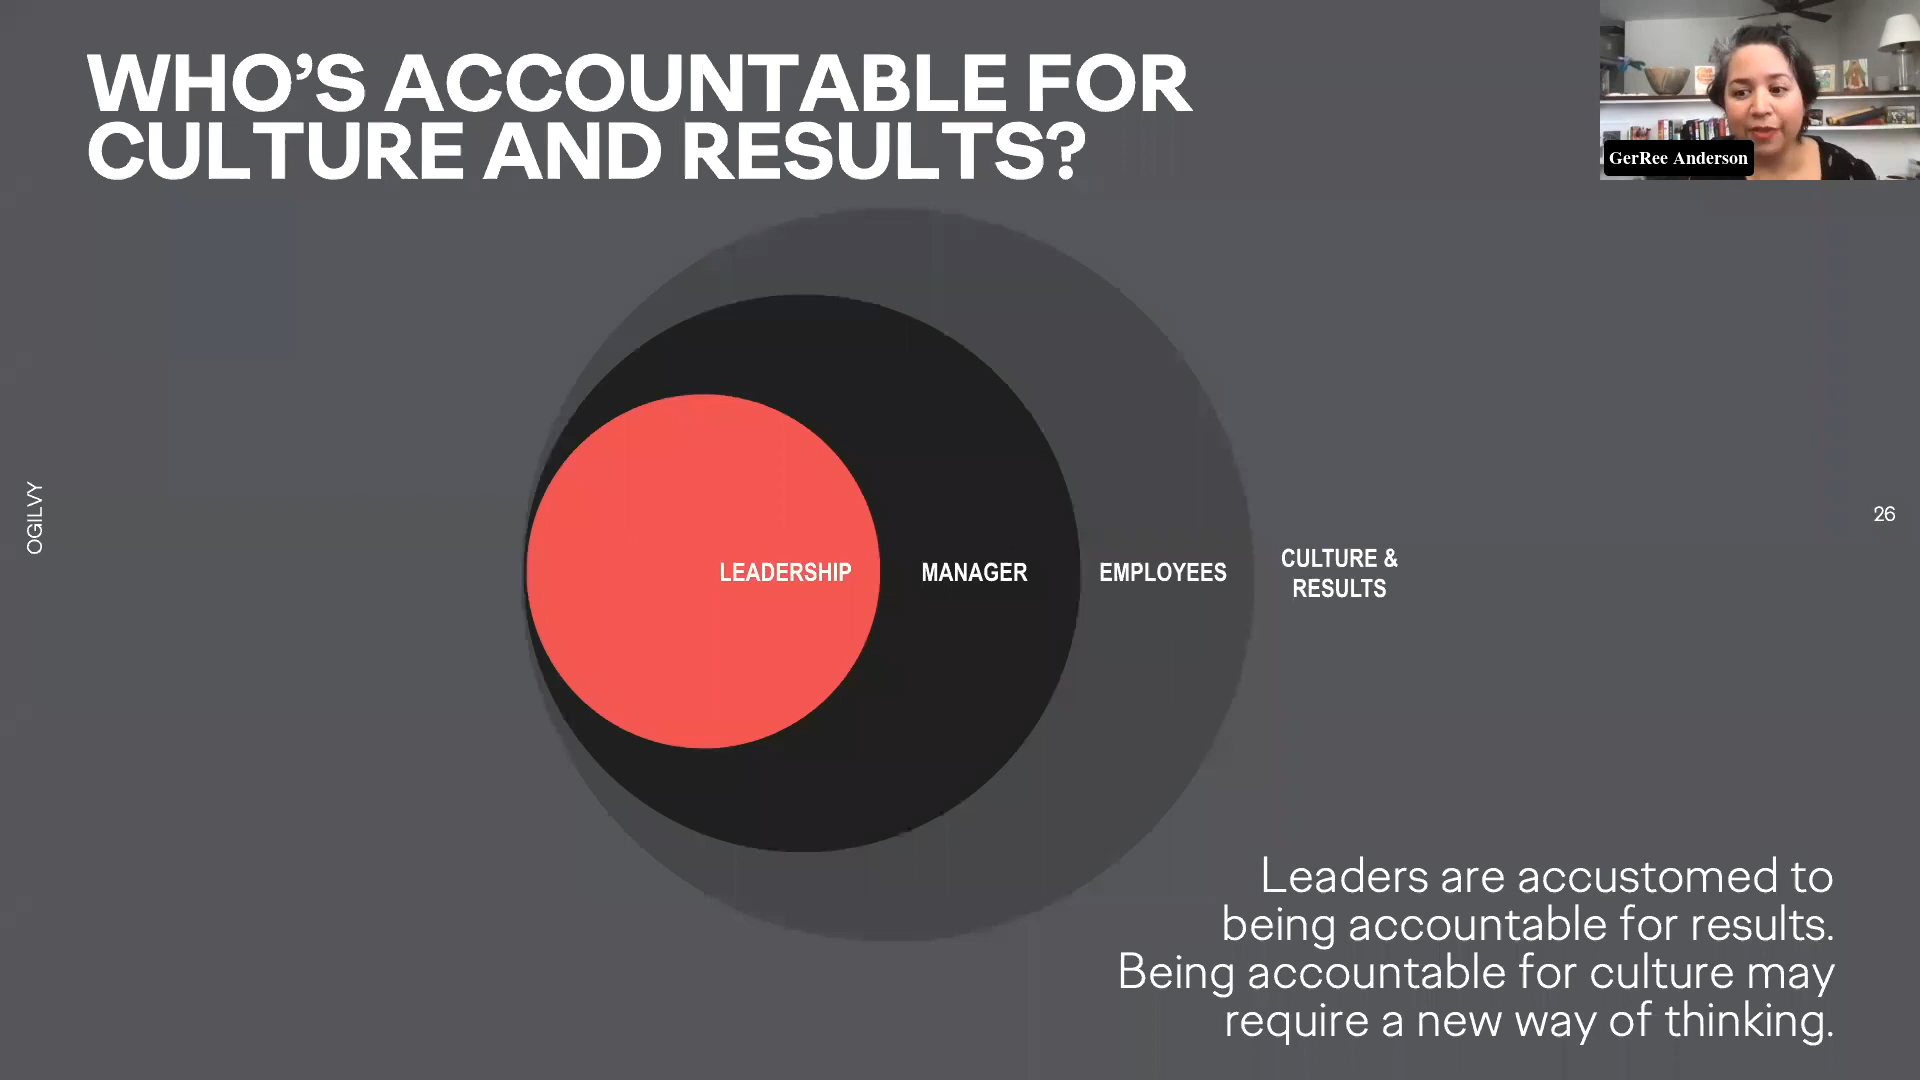 WHO'S ACCOUNTABLE FOR
CULTURE AND RESULTS?
GerRee Anderson
OGILVY
LEADERSHIP
MANAGER
EMPLOYEES
CULTURE &
RESULTS
26
Leaders are accustomed to
being accountable for results.
Being accountable for culture may
require a new way of thinking.